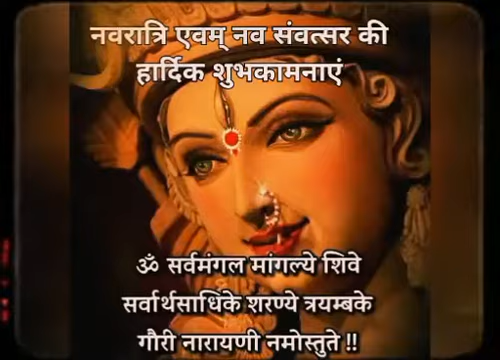 नवरात्रि एवम् नव संवत्सर की
हार्दिक शुभकामनाएं
ॐ सर्वमंगल मांगल्ये शिवे
सर्वार्थसाधिके शरण्ये त्रयम्बके
गौरी नारायणी नमोस्तुते !!